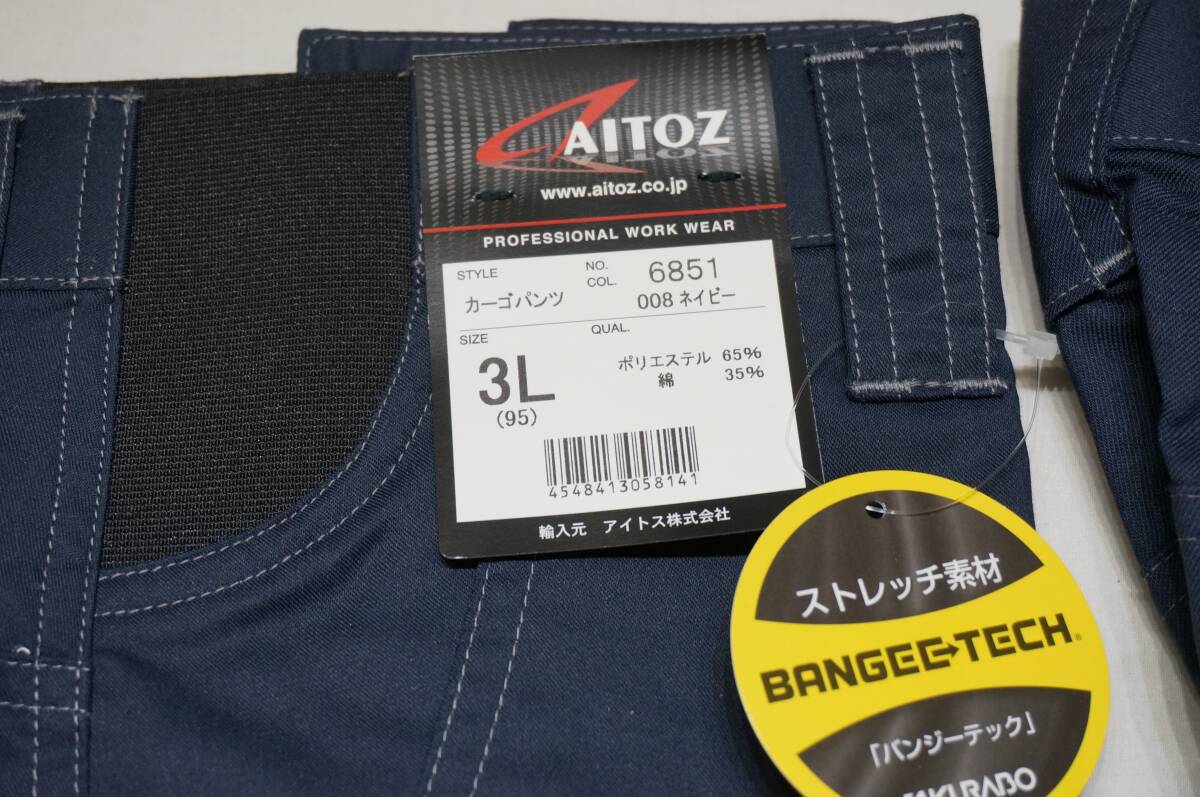 AITOZ
www.aitoz.co.jp
PROFESSIONAL WORK WEAR
STYLE NO. 6851
カーゴパンツ COL. 008 ネイビー
SIZE QUAL.
3L ポリエステル 65%
(95) 綿 35%
4548413058141
輸入元 アイトス株式会社
ストレッチ素材
BANGEE→TECH®
「バンジーテック」